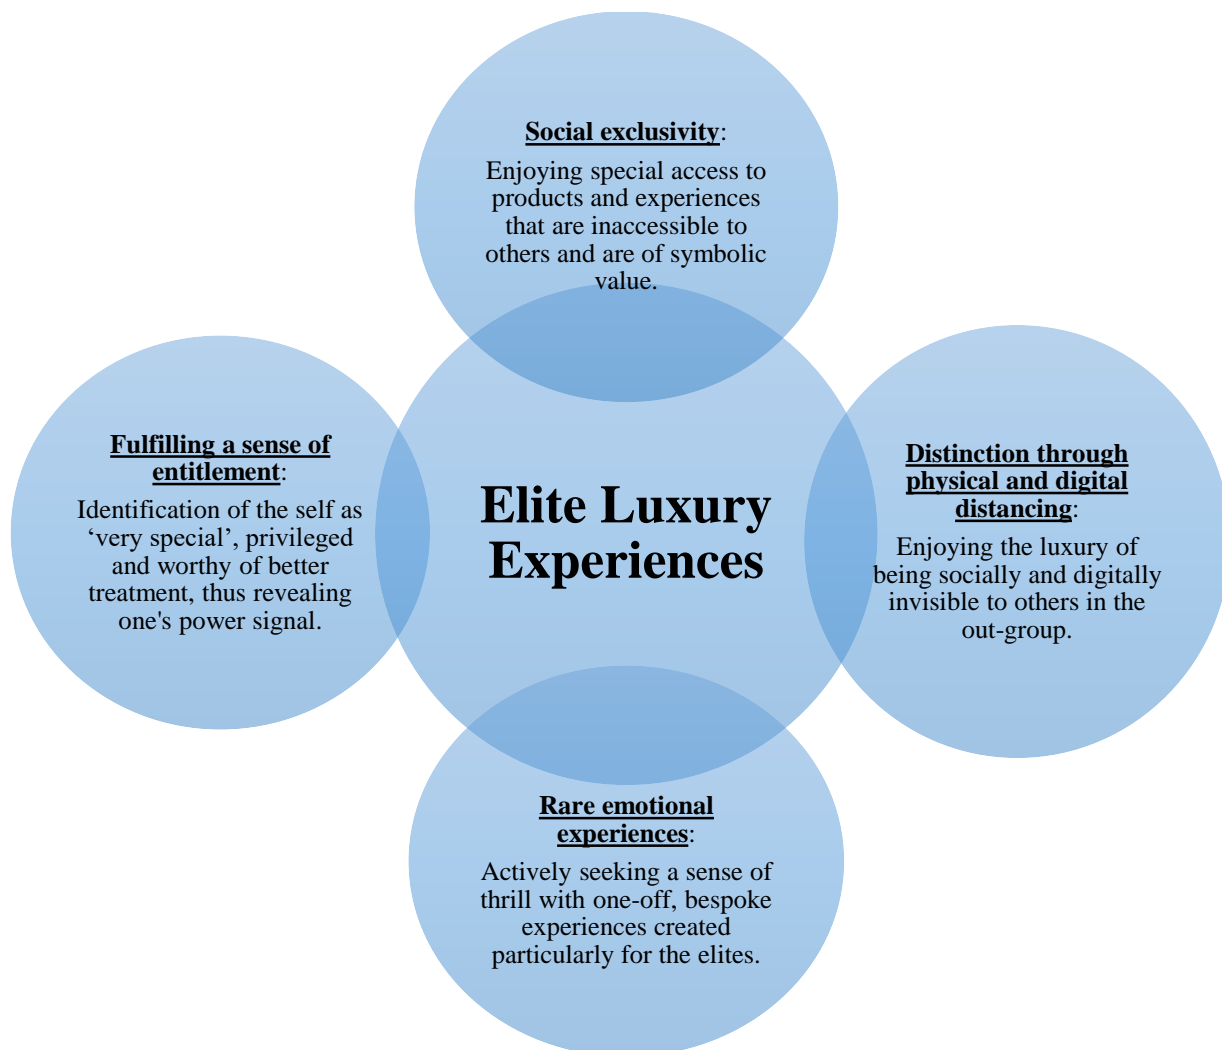 Social exclusivity:
Enjoying special access to
products and experiences
that are inaccessible to
others and are of symbolic
value.
Fulfilling a sense of
entitlement:
Identification of the self as
‘very special’, privileged
and worthy of better
treatment, thus revealing
one's power signal.
Elite Luxury
Experiences
Distinction through
physical and digital
distancing:
Enjoying the luxury of
being socially and digitally
invisible to others in the
out-group.
Rare emotional
experiences:
Actively seeking a sense of
thrill with one-off, bespoke
experiences created
particularly for the elites.